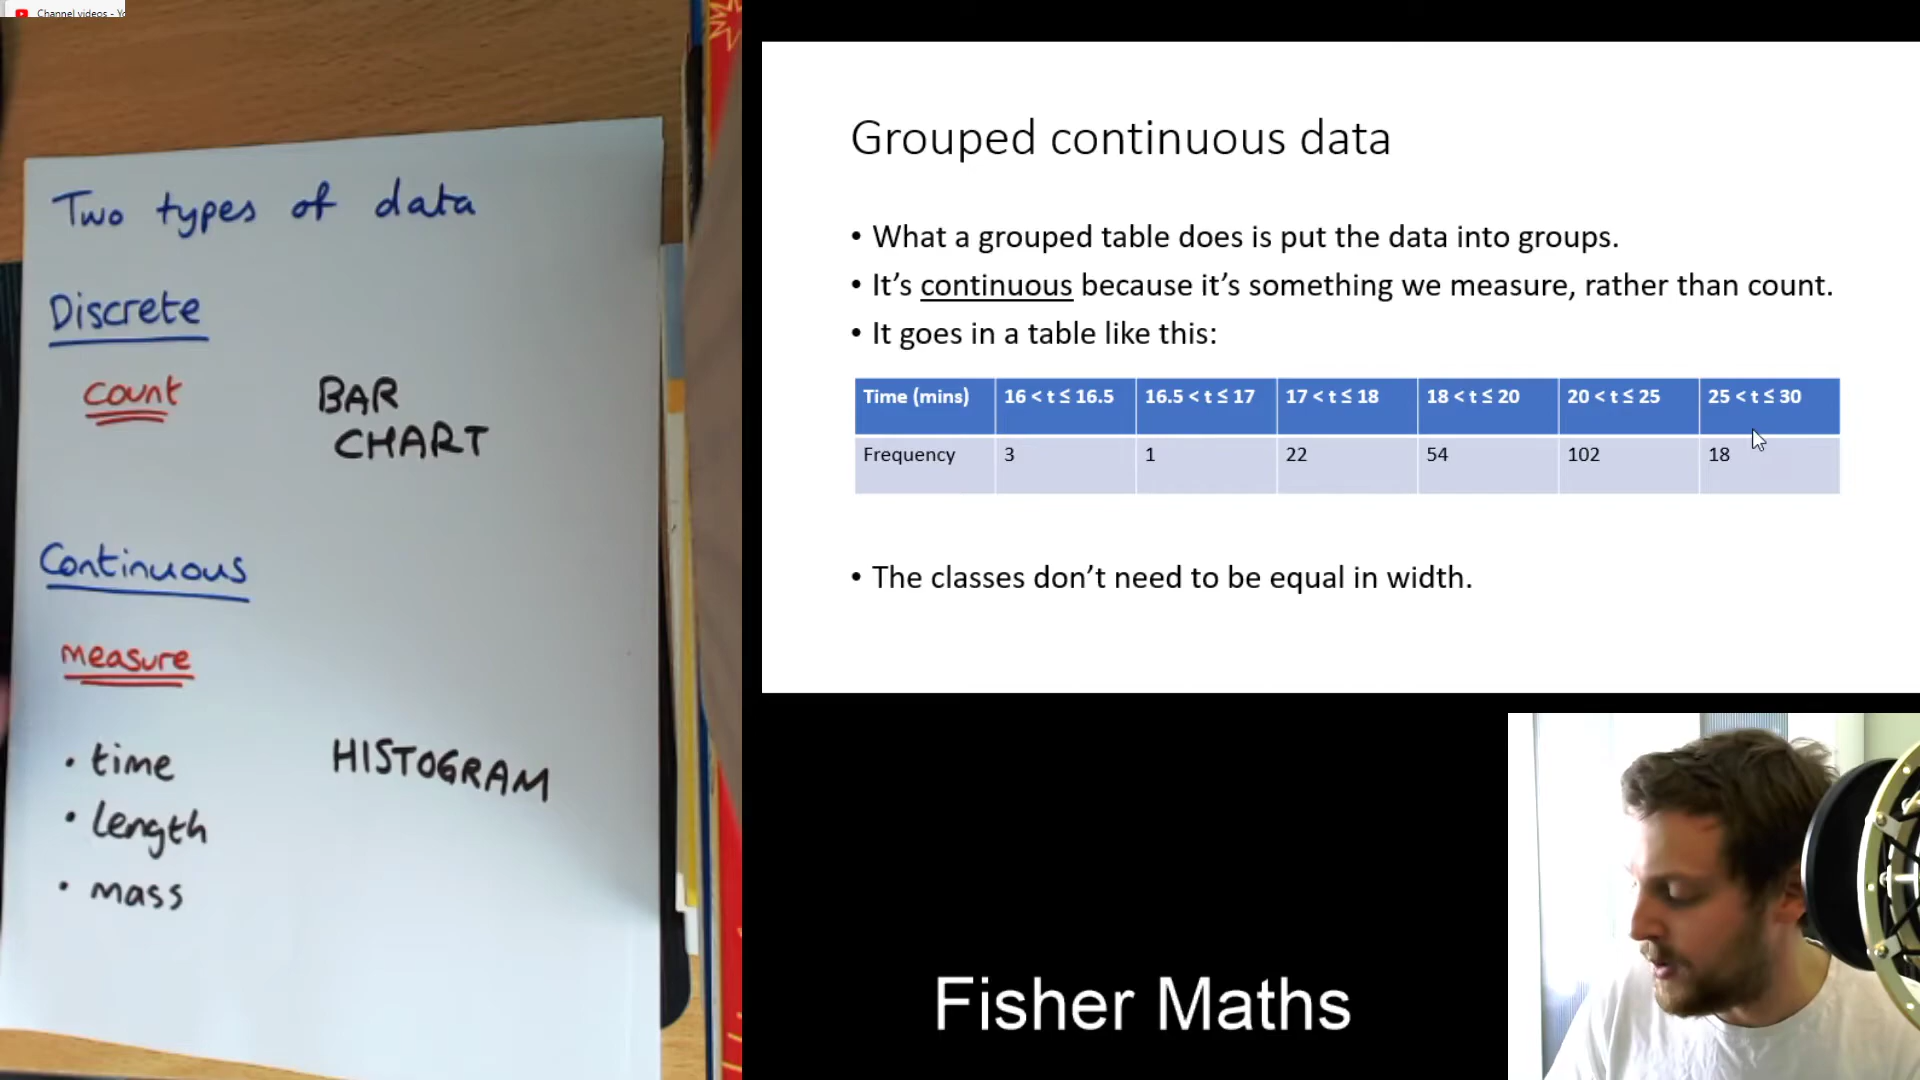 Channel videos - Yo
Two types of data
Discrete
count
BAR
CHART
Continuous
measure
• time
• length
• mass
HISTOGRAM
Grouped continuous data
• What a grouped table does is put the data into groups.
• It's continuous because it's something we measure, rather than count.
• It goes in a table like this:
Time (mins) 16 < t ≤ 16.5 16.5 < t ≤ 17 17 < t ≤ 18 18 < t ≤ 20 20 < t ≤ 25 25 < t ≤ 30
Frequency 3 1 22 54 102 18
• The classes don't need to be equal in width.
Fisher Maths